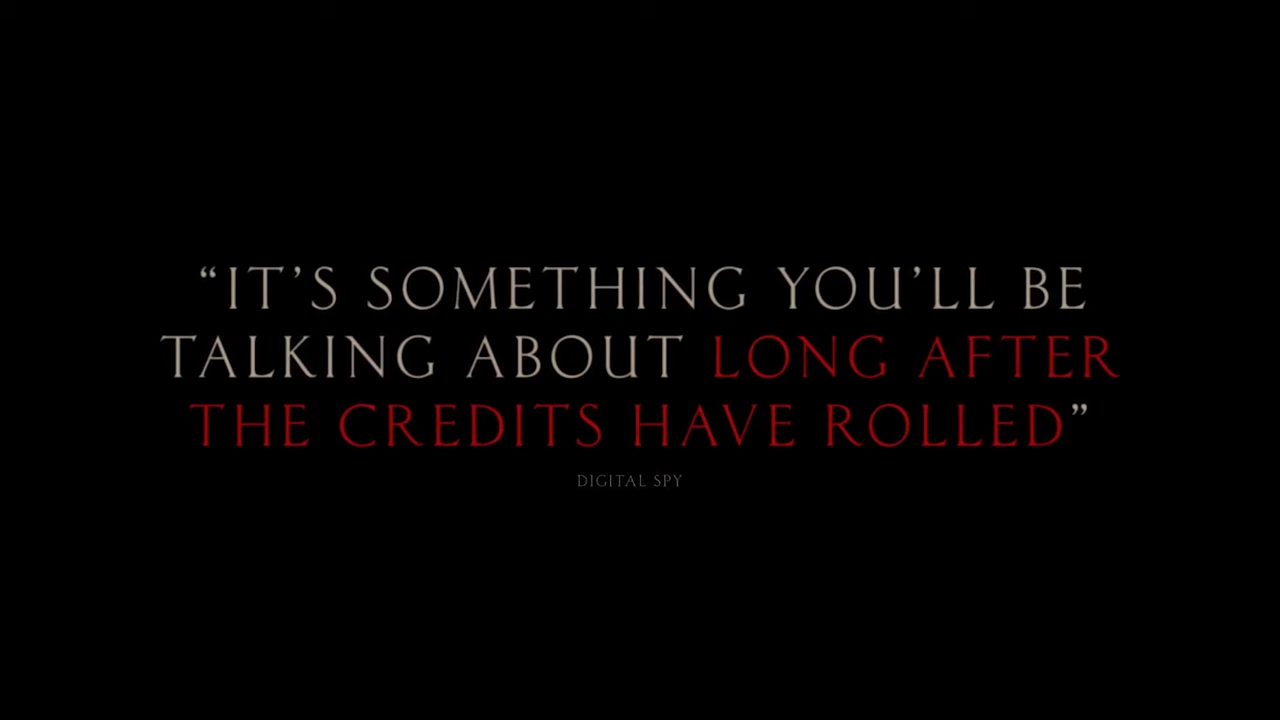 “IT’S SOMETHING YOU’LL BE
TALKING ABOUT LONG AFTER
THE CREDITS HAVE ROLLED”
DIGITAL SPY